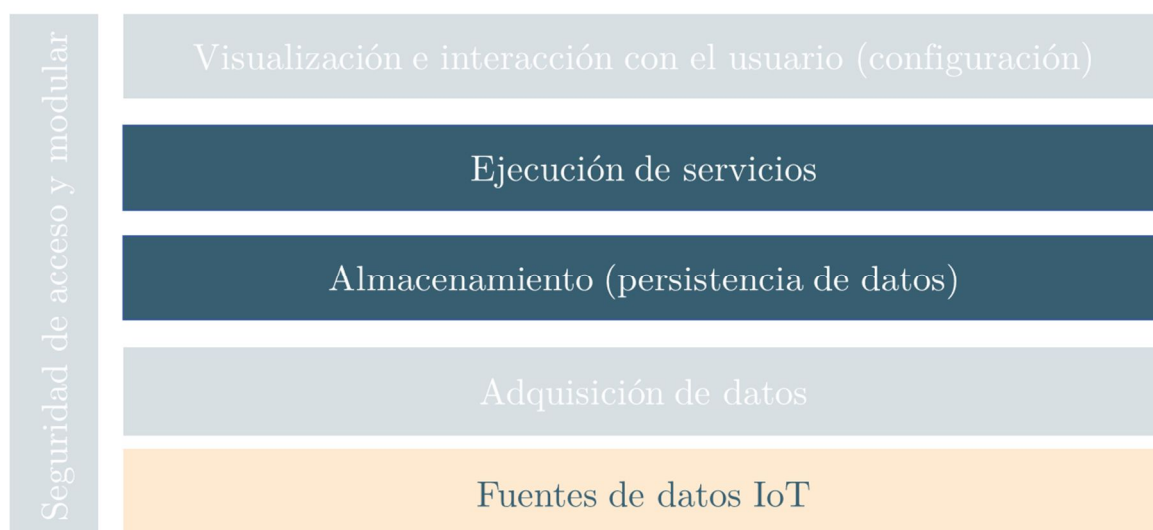 Seguridad de acceso y modular
Visualización e interacción con el usuario (configuración)
Ejecución de servicios
Almacenamiento (persistencia de datos)
Adquisición de datos
Fuentes de datos IoT